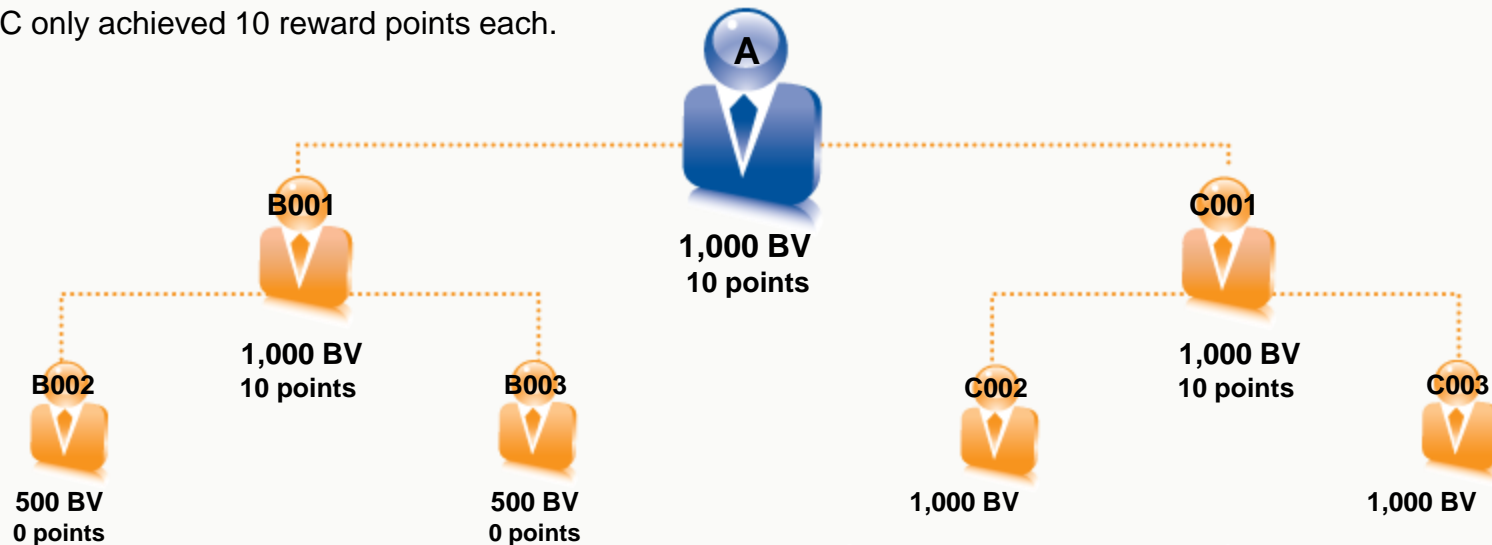 C only achieved 10 reward points each.
A
B001
C001
1,000 BV
10 points
1,000 BV
10 points
1,000 BV
10 points
B002
B003
C002
C003
500 BV
0 points
500 BV
0 points
1,000 BV
1,000 BV